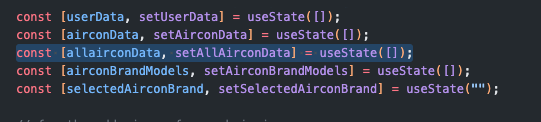 const [userData, setUserData] = useState([]);
const [airconData, setAirconData] = useState([]);
const [allairconData, setAllAirconData] = useState([]);
const [airconBrandModels, setAirconBrandModels] = useState([]);
const [selectedAirconBrand, setSelectedAirconBrand] = useState("");